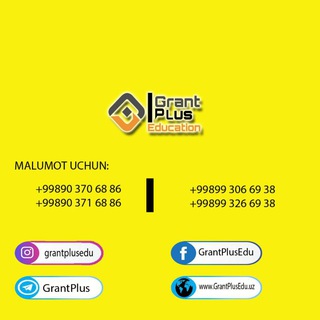 Grant
Plus
Education
MALUMOT UCHUN:
+99890 370 68 86
+99890 371 68 86
+99899 306 69 38
+99899 326 69 38
grantplusedu
GrantPlusEdu
GrantPlus
www.GrantPlusEdu.uz